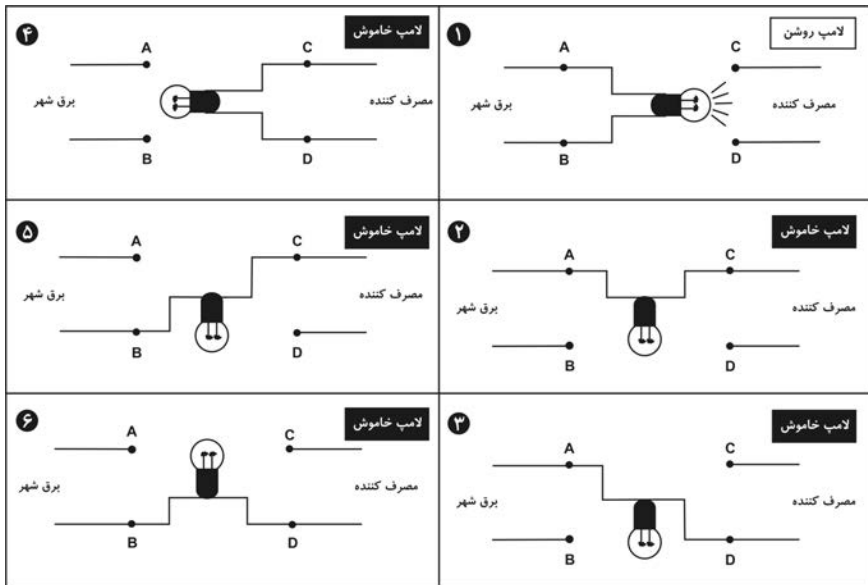 ۱
لامپ روشن
A
C
برق شهر
مصرف کننده
B
D
۲
لامپ خاموش
A
C
برق شهر
مصرف کننده
B
D
۳
لامپ خاموش
A
C
برق شهر
مصرف کننده
B
D
۴
لامپ خاموش
A
C
برق شهر
مصرف کننده
B
D
۵
لامپ خاموش
A
C
برق شهر
مصرف کننده
B
D
۶
لامپ خاموش
A
C
برق شهر
مصرف کننده
B
D